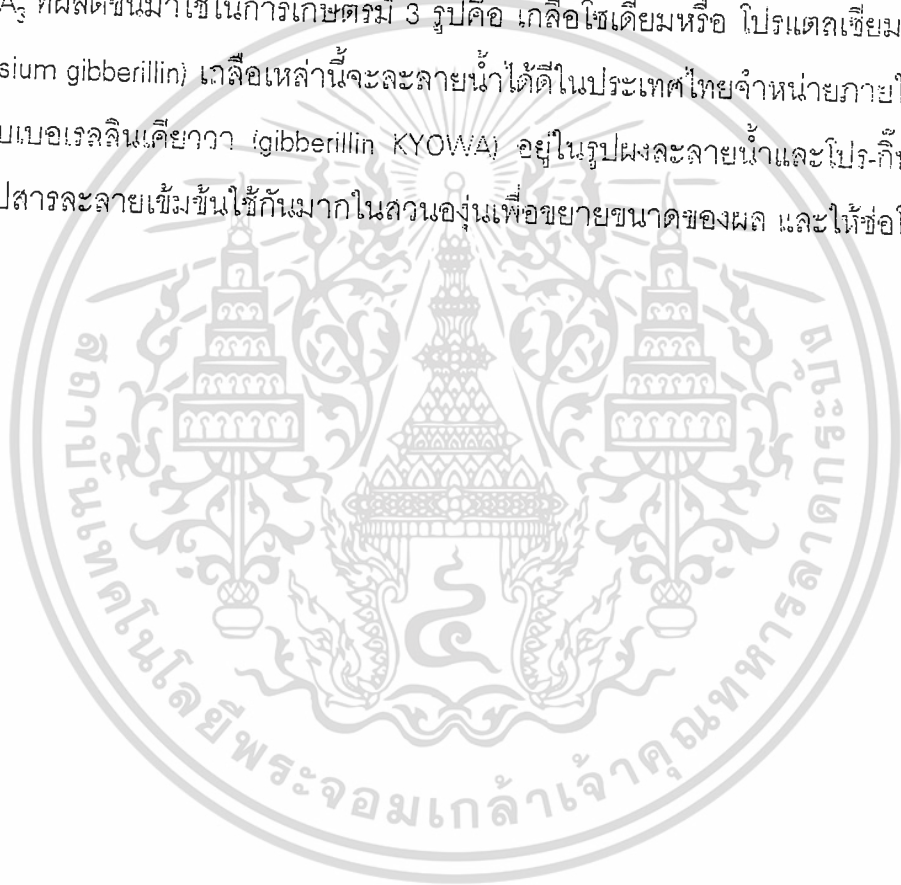 A₃ ที่ผลิตขึ้นมาใช้ในการเกษตรมี 3 รูปคือ เกลือโซเดียมหรือ โปรแตลเซียม
sium gibberillin) เกลือเหล่านี้จะละลายน้ำได้ดีในประเทศไทยจำหน่ายภายใ
บเบอเรลลินเคียววา (gibberillin KYOWA) อยู่ในรูปผงละลายน้ำและโปร-กิ๊
ปสารละลายเข้มข้นใช้กันมากในสวนองุ่นเพื่อขยายขนาดของผล และให้ช่อโ
สถาบันเทคโนโลยีพระจอมเกล้าเจ้าคุณทหารลาดกระบัง